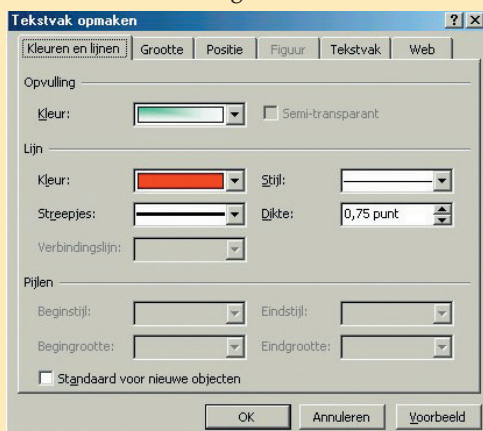 Tekstvak opmaken
Kleuren en lijnen Grootte Positie Figuur Tekstvak Web
Opvulling
Kleur: Semi-transparant
Lijn
Kleur: Stijl:
Streepjes: Dikte: 0,75 punt
Verbindingslijn:
Pijlen
Beginstijl: Eindstijl:
Begingrootte: Eindgrootte:
Standaard voor nieuwe objecten
OK Annuleren Voorbeeld